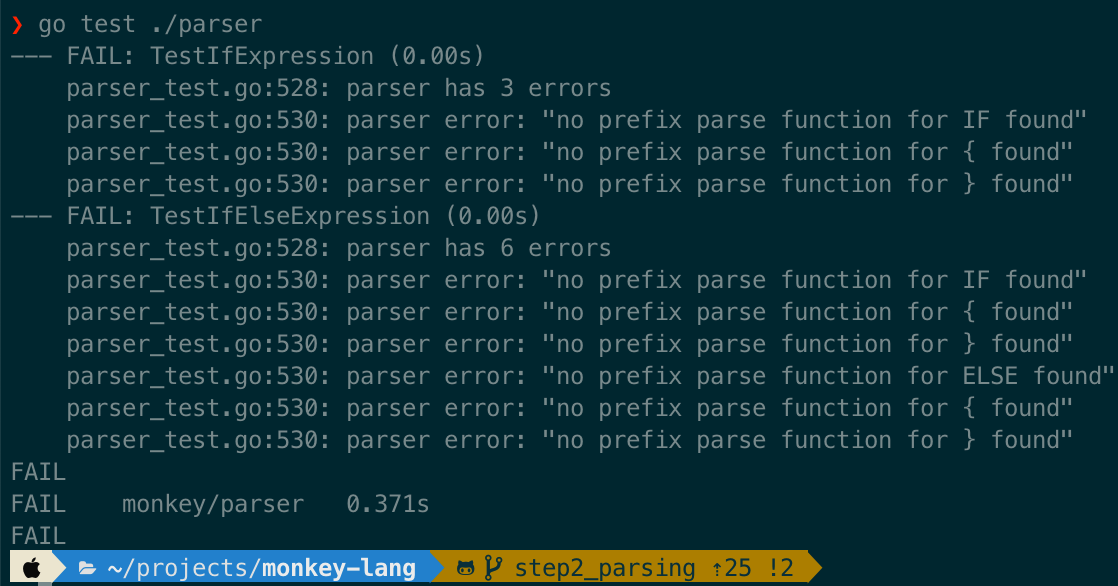 ❯ go test ./parser
--- FAIL: TestIfExpression (0.00s)
    parser_test.go:528: parser has 3 errors
    parser_test.go:530: parser error: "no prefix parse function for IF found"
    parser_test.go:530: parser error: "no prefix parse function for { found"
    parser_test.go:530: parser error: "no prefix parse function for } found"
--- FAIL: TestIfElseExpression (0.00s)
    parser_test.go:528: parser has 6 errors
    parser_test.go:530: parser error: "no prefix parse function for IF found"
    parser_test.go:530: parser error: "no prefix parse function for { found"
    parser_test.go:530: parser error: "no prefix parse function for } found"
    parser_test.go:530: parser error: "no prefix parse function for ELSE found"
    parser_test.go:530: parser error: "no prefix parse function for { found"
    parser_test.go:530: parser error: "no prefix parse function for } found"
FAIL
FAIL    monkey/parser   0.371s
FAIL
~/projects/monkey-lang step2_parsing ⇡25 !2